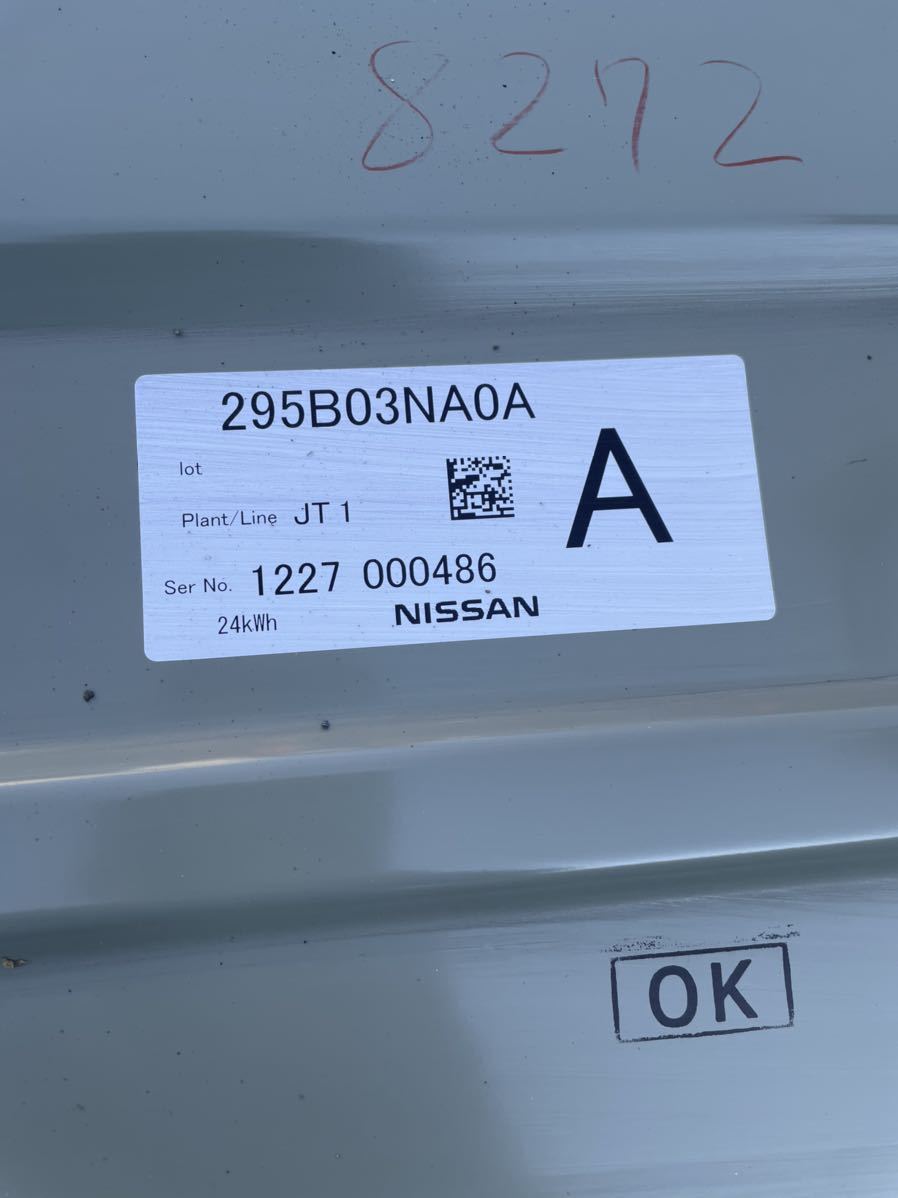 8272
295B03NA0A
lot
A
Plant/Line JT 1
Ser No. 1227 000486
24kWh NISSAN
OK